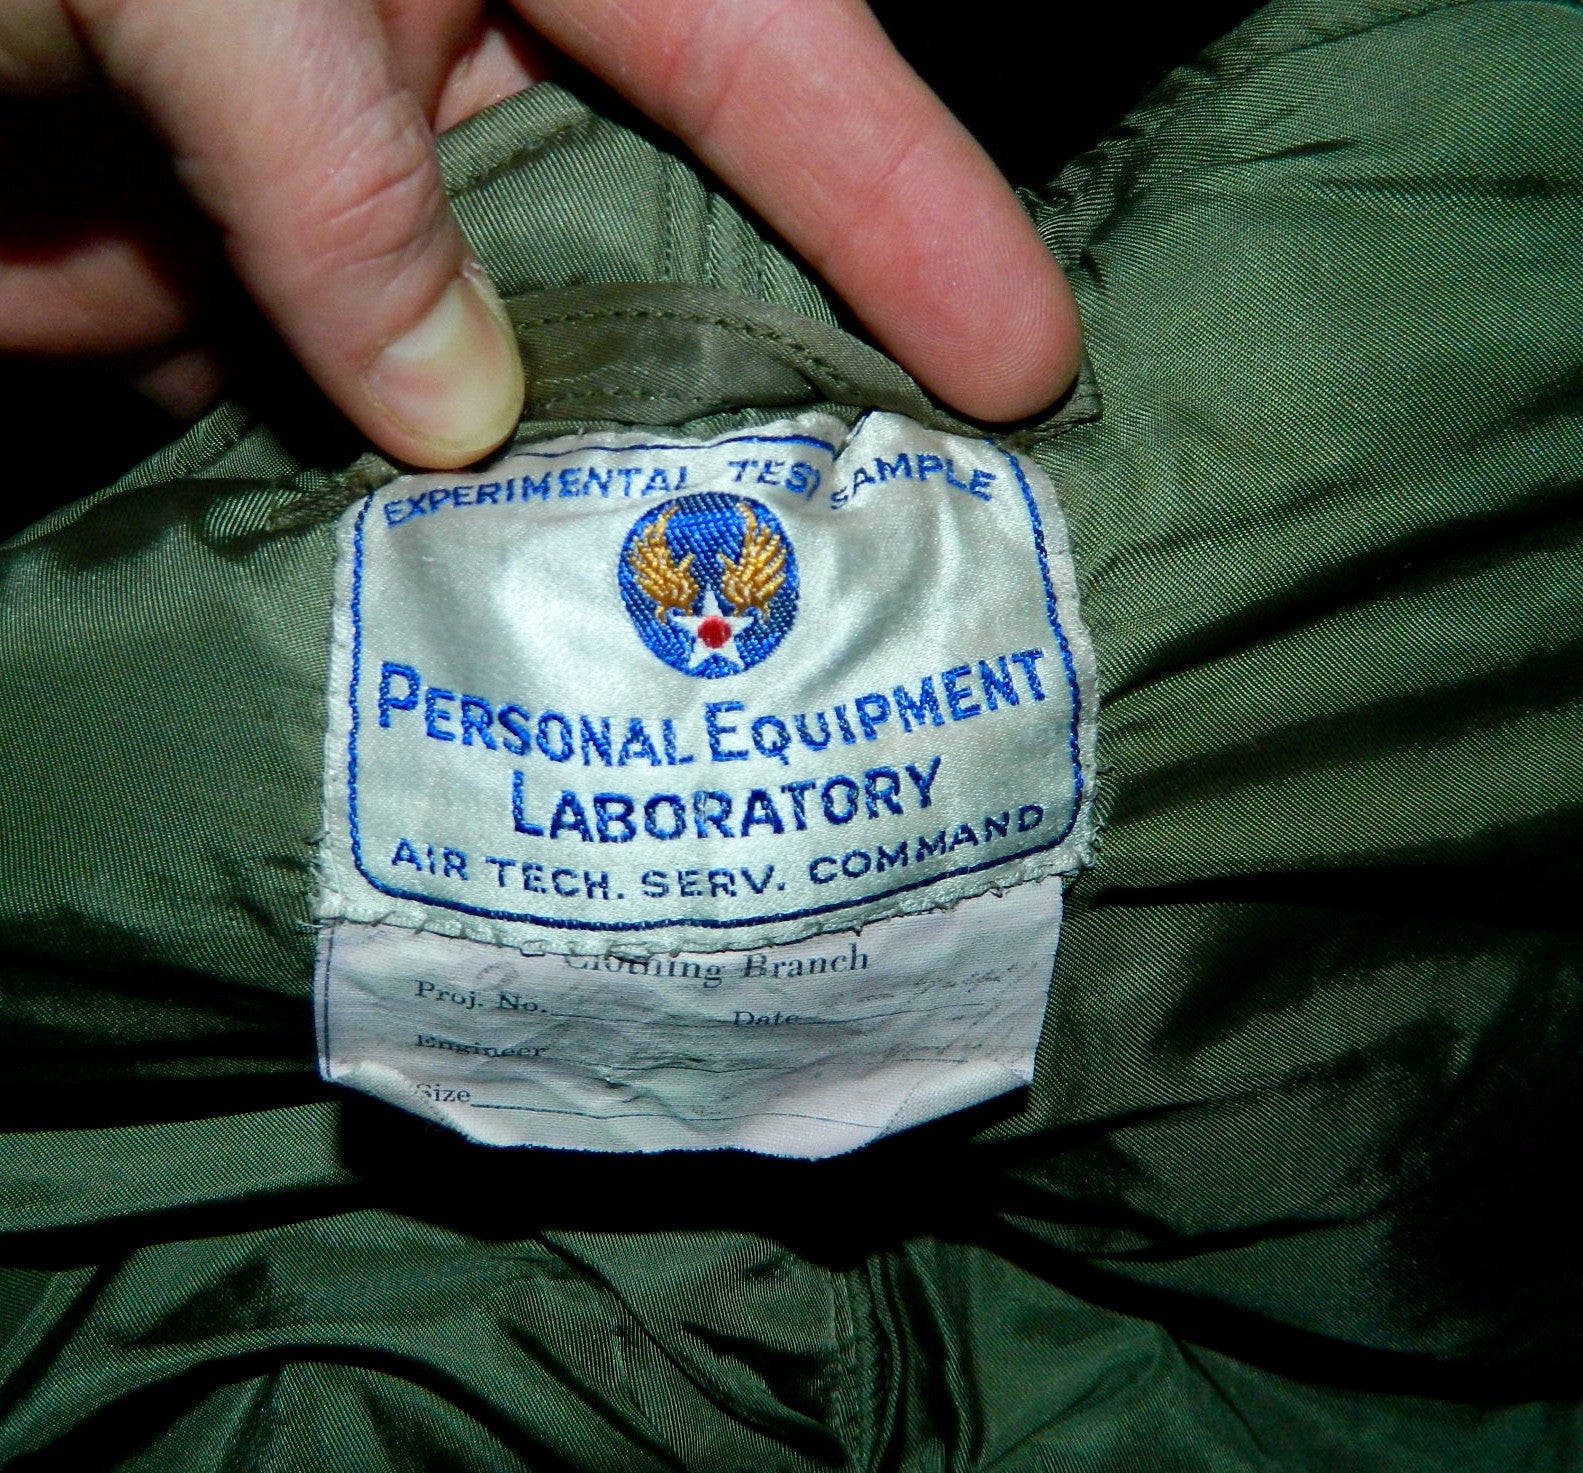 EXPERIMENTAL TEST SAMPLE
PERSONAL EQUIPMENT
LABORATORY
AIR TECH. SERV. COMMAND
Clothing Branch
Proj. No. Date
Engineer
Size